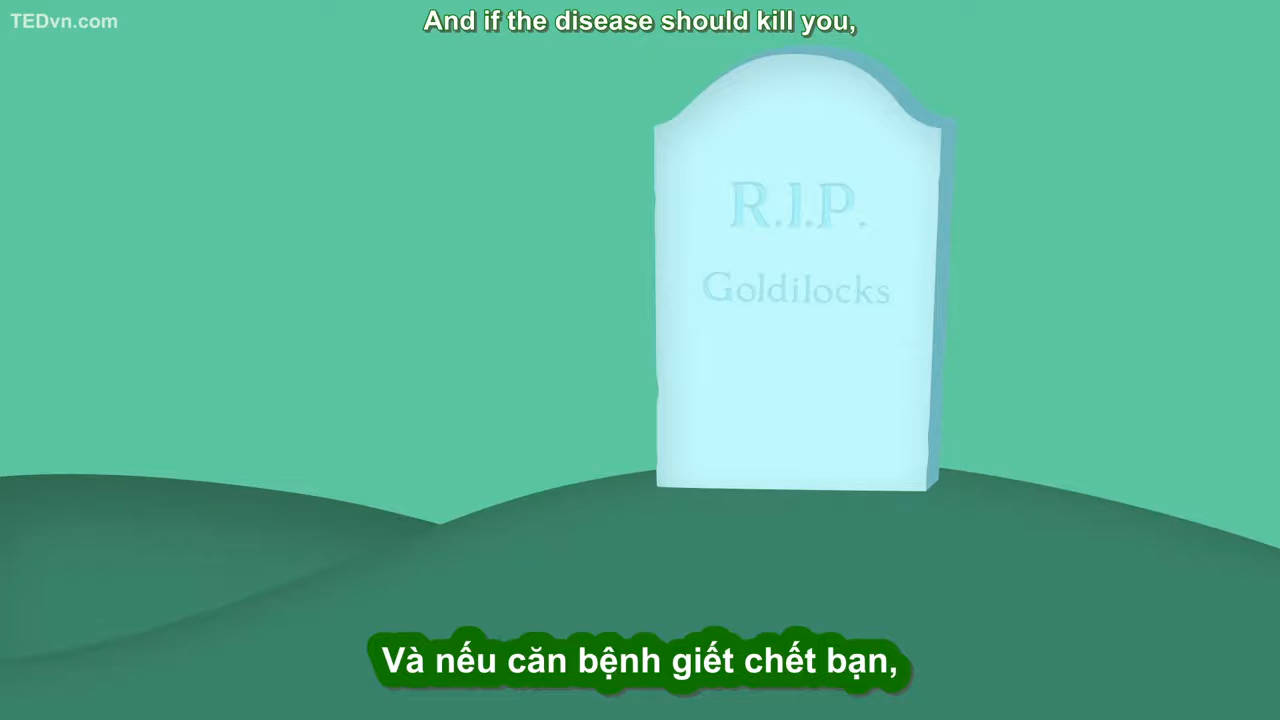 TEDvn.com
And if the disease should kill you,
R.I.P.
Goldilocks
Và nếu căn bệnh giết chết bạn,